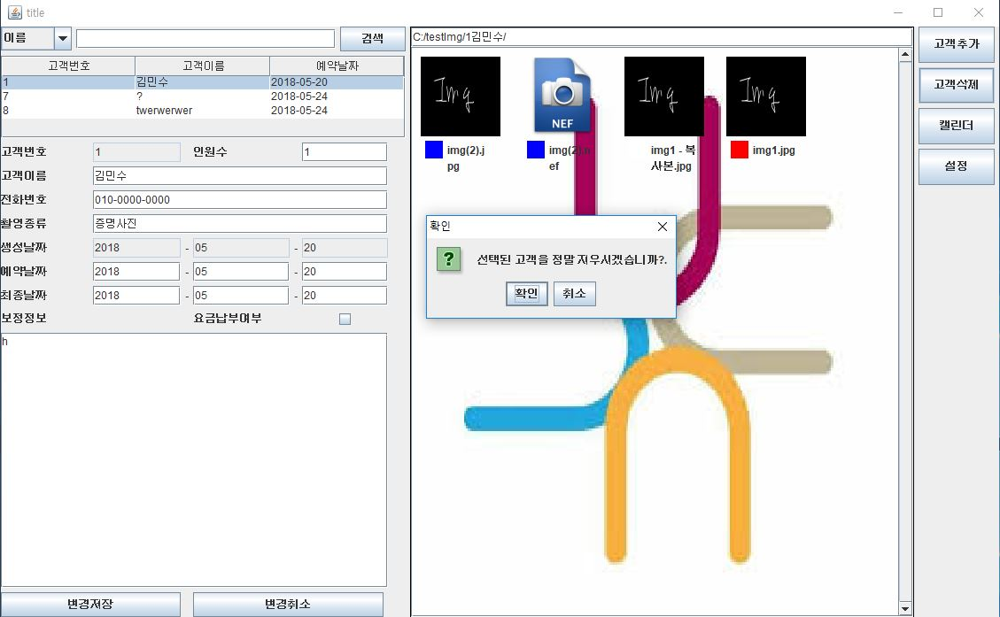 title
이름
검색
고객번호 고객이름 예약날짜
1 김민수 2018-05-20
7 ? 2018-05-24
8 twerwerwer 2018-05-24
고객번호 1 인원수 1
고객이름 김민수
전화번호 010-0000-0000
촬영종류 증명사진
생성날짜 2018 - 05 - 20
예약날짜 2018 - 05 - 20
최종날짜 2018 - 05 - 20
보정정보 요금납부여부
h
변경저장 변경취소
C:/testImg/1김민수/
Img
NEF
Img
Img
img(2).j
pg
img(2).n
ef
img1 - 복
사본.jpg
img1.jpg
확인
?
선택된 고객을 정말 지우시겠습니까?.
확인 취소
고객추가
고객삭제
캘린더
설정